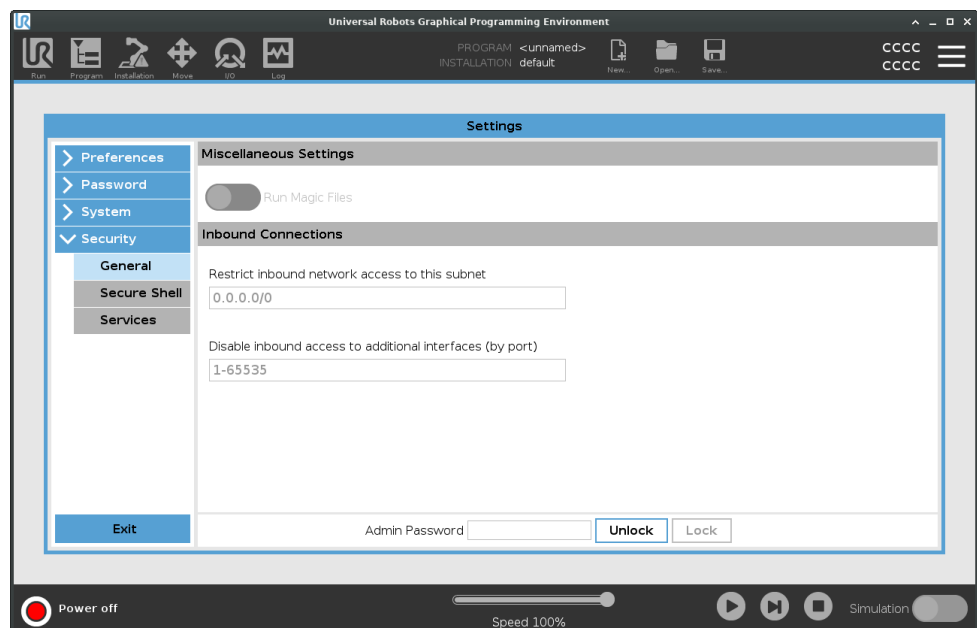 Universal Robots Graphical Programming Environment
UR
Run
Program
Installation
Move
I/O
Log
PROGRAM <unnamed>
INSTALLATION default
New...
Open...
Save...
CCCC
CCCC
Settings
Preferences
Password
System
Security
General
Secure Shell
Services
Exit
Miscellaneous Settings
Run Magic Files
Inbound Connections
Restrict inbound network access to this subnet
0.0.0.0/0
Disable inbound access to additional interfaces (by port)
1-65535
Admin Password
Unlock
Lock
Power off
Speed 100%
Simulation